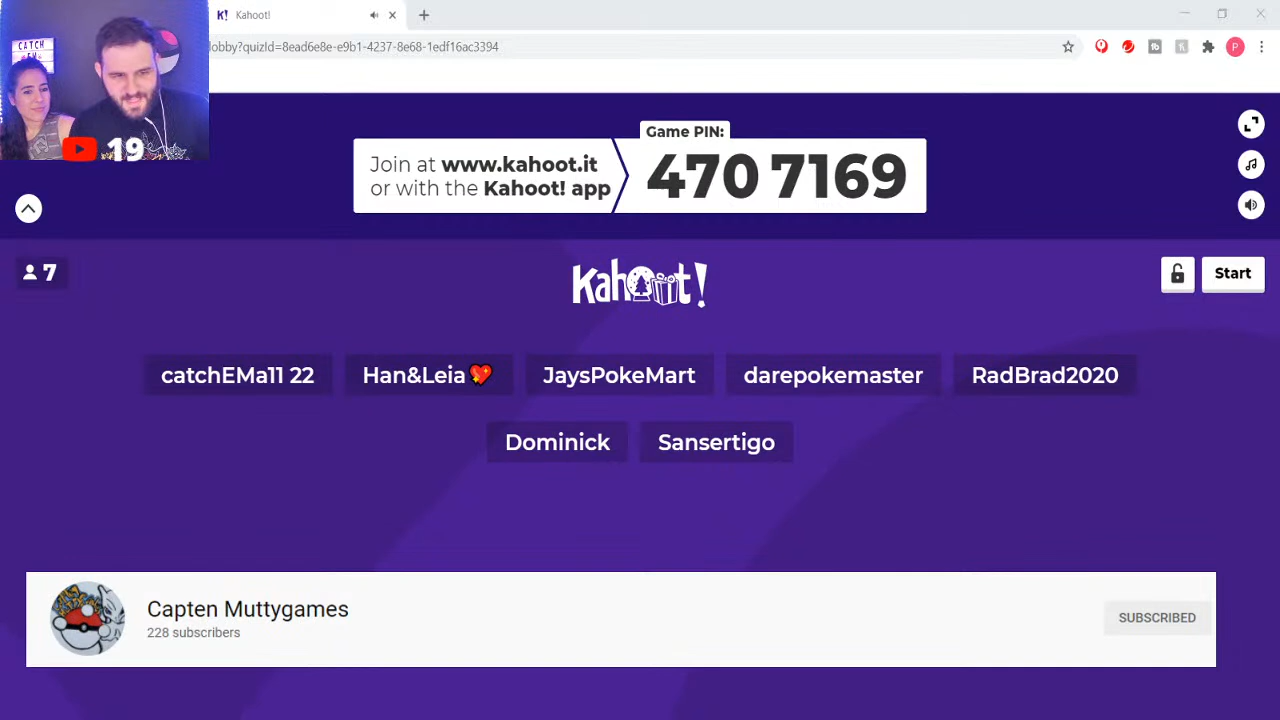 Kahoot!
lobby?quizId=8ead6e8e-e9b1-4237-8e68-1edf16ac3394
CATCH
19
Game PIN:
Join at www.kahoot.it
or with the Kahoot! app
470 7169
7
Kahoot!
Start
catchEMa11 22
Han&Leia💖
JaysPokeMart
darepokemaster
RadBrad2020
Dominick
Sansertigo
Capten Muttygames
228 subscribers
SUBSCRIBED